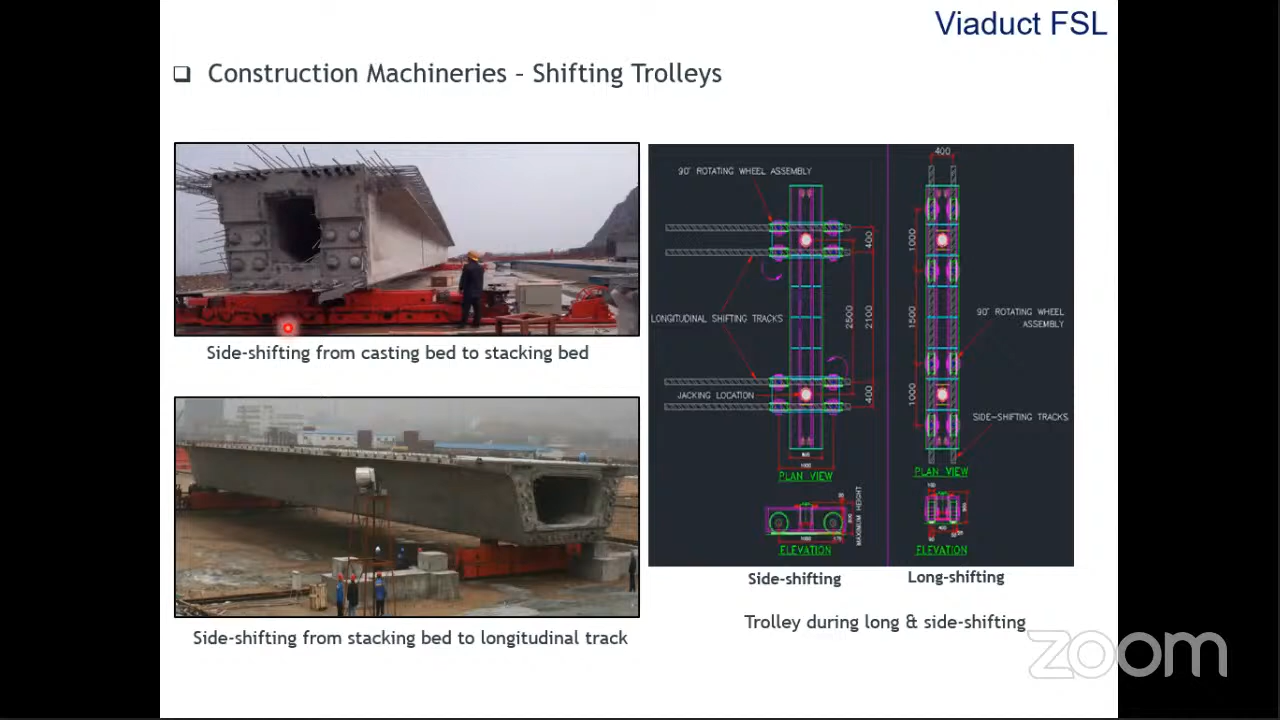 Viaduct FSL
Construction Machineries – Shifting Trolleys
Side-shifting from casting bed to stacking bed
Side-shifting from stacking bed to longitudinal track
90° ROTATING WHEEL ASSEMBLY
400
LONGITUDINAL SHIFTING TRACKS
2500
2100
JACKING LOCATION
400
PLAN VIEW
MAXIMUM HEIGHT
ELEVATION
400
1000
1500
90° ROTATING WHEEL
ASSEMBLY
1000
SIDE-SHIFTING TRACKS
PLAN VIEW
ELEVATION
Side-shifting
Long-shifting
Trolley during long & side-shifting
zoom